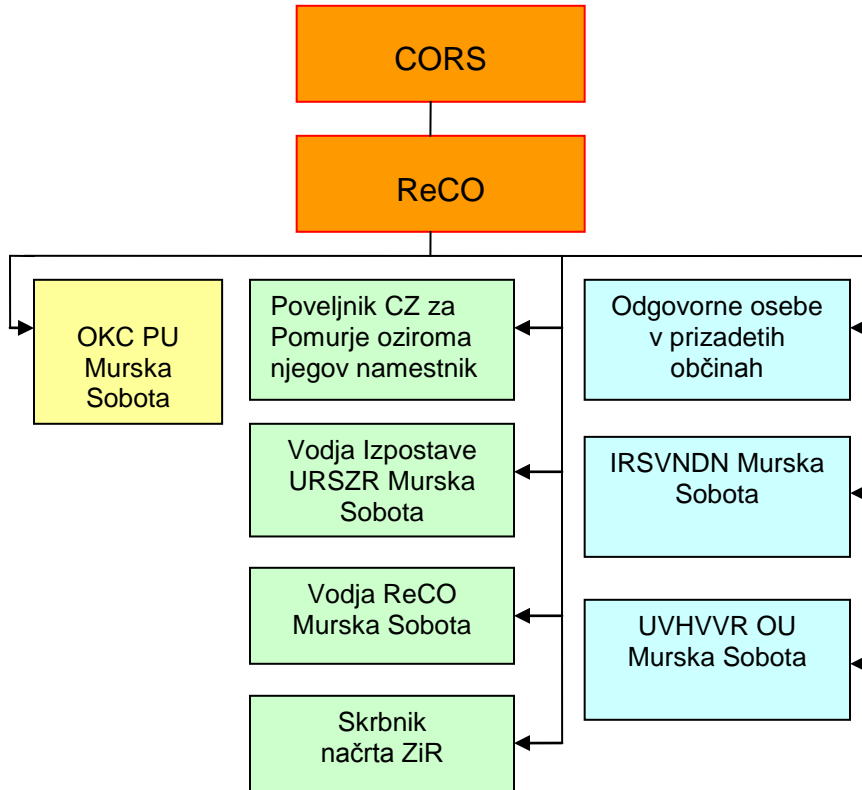 CORS
ReCO
OKC PU
Murska
Sobota
Poveljnik CZ za
Pomurje oziroma
njegov namestnik
Odgovorne osebe
v prizadetih
občinah
Vodja Izpostave
URSZR Murska
Sobota
IRSVNDN Murska
Sobota
Vodja ReCO
Murska Sobota
UVHVVR OU
Murska Sobota
Skrbnik
načrta ZiR